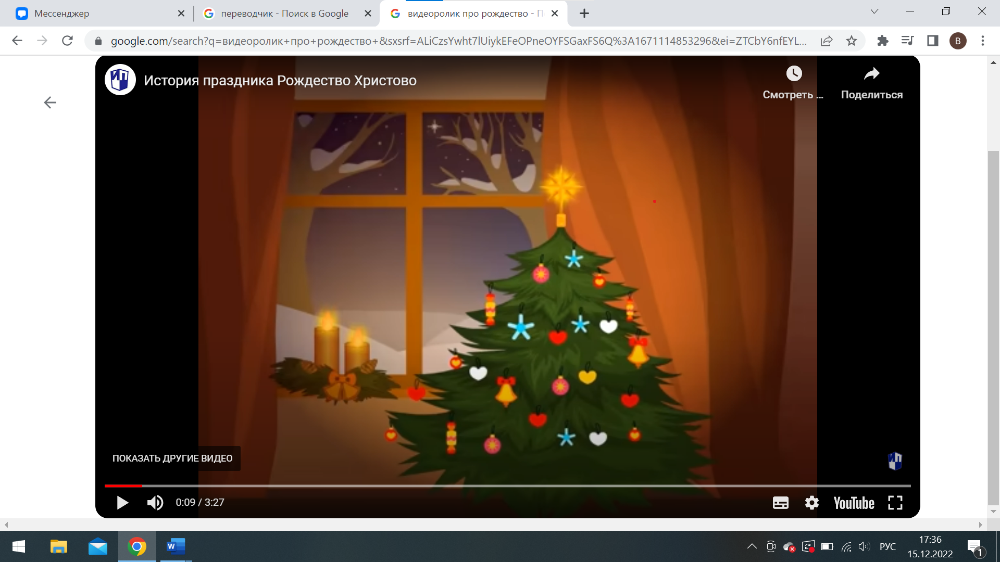 Мессенджер
переводчик - Поиск в Google
видеоролик про рождество - П
google.com/search?q=видеоролик+про+рождество+&sxsrf=ALiCzsYwht7lUiykEFeOPneOYFSGaxFS6Q%3A1671114853296&ei=ZTCbY6nfEYL...
В
ИП
История праздника Рождество Христово
Смотреть ...
Поделиться
ПОКАЗАТЬ ДРУГИЕ ВИДЕО
ИП
0:09 / 3:27
YouTube
W
РУС
17:36
15.12.2022
1